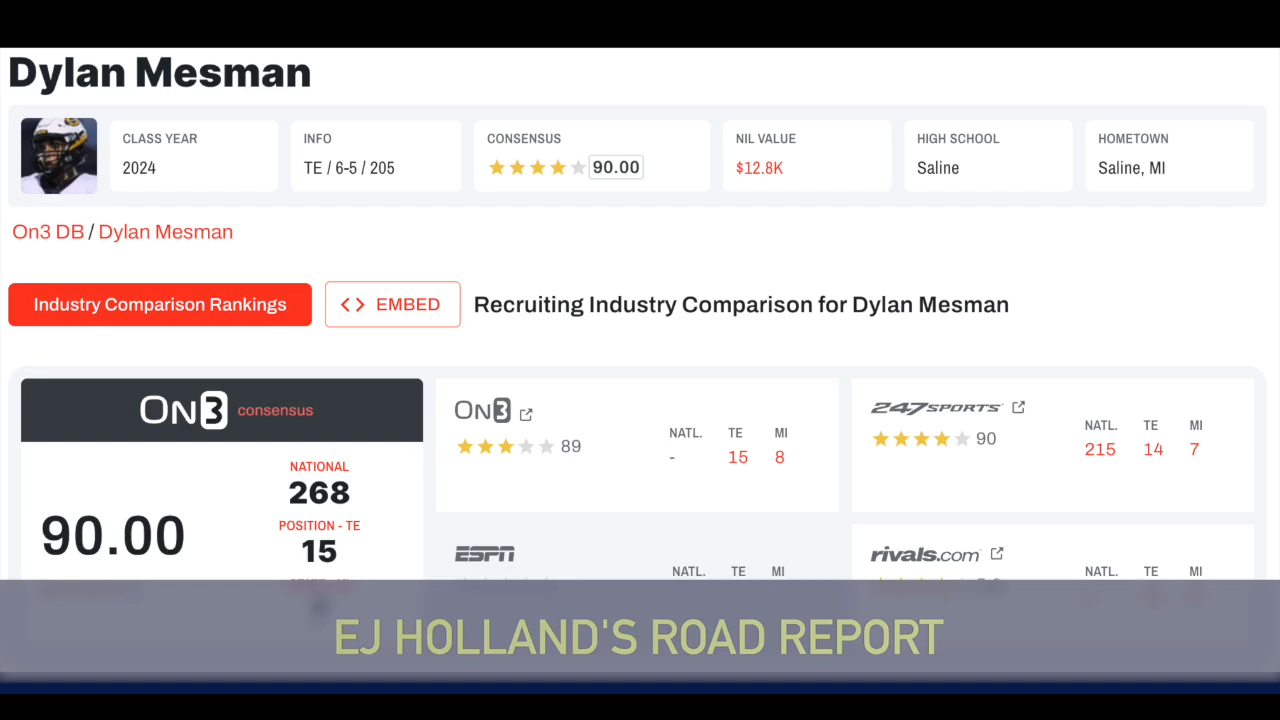 Dylan Mesman
CLASS YEAR
2024
INFO
TE / 6-5 / 205
CONSENSUS
90.00
NIL VALUE
$12.8K
HIGH SCHOOL
Saline
HOMETOWN
Saline, MI
On3 DB / Dylan Mesman
Industry Comparison Rankings
<> EMBED
Recruiting Industry Comparison for Dylan Mesman
ON3 consensus
90.00
NATIONAL
268
POSITION - TE
15
ON3
89
NATL. TE MI
- 15 8
247SPORTS
90
NATL. TE MI
215 14 7
ESPN
NATL. TE MI
rivals.com
NATL. TE MI
EJ HOLLAND'S ROAD REPORT